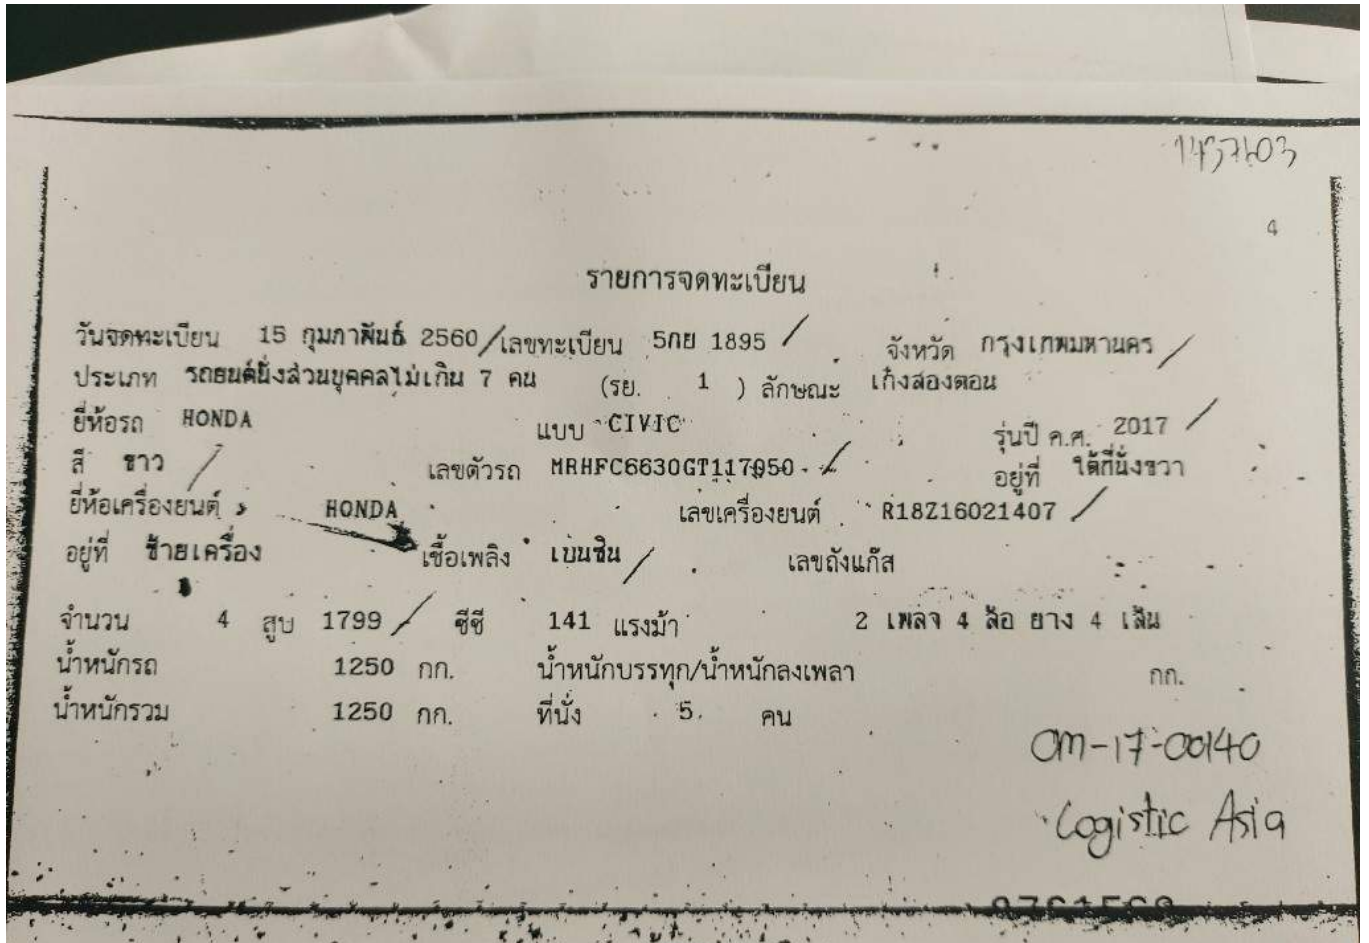 1437603
4
รายการจดทะเบียน
วันจดทะเบียน 15 กุมภาพันธ์ 2560 / เลขทะเบียน 5กย 1895 / จังหวัด กรุงเทพมหานคร /
ประเภท รถยนต์นั่งส่วนบุคคลไม่เกิน 7 คน (รย. 1 ) ลักษณะ เก๋งสองตอน
ยี่ห้อรถ HONDA แบบ CIVIC รุ่นปี ค.ศ. 2017 /
สี ขาว / เลขตัวรถ MRHFC6630GT117050 / อยู่ที่ ใต้ที่นั่งขวา
ยี่ห้อเครื่องยนต์ HONDA เลขเครื่องยนต์ R18Z16021407 /
อยู่ที่ ซ้ายเครื่อง เชื้อเพลิง เบนซิน / เลขถังแก๊ส
จำนวน 4 สูบ 1799 / ซีซี 141 แรงม้า 2 เพลา 4 ล้อ ยาง 4 เส้น
น้ำหนักรถ 1250 กก. น้ำหนักบรรทุก/น้ำหนักลงเพลา กก.
น้ำหนักรวม 1250 กก. ที่นั่ง 5 คน
OM-17-00140
Logistic Asia